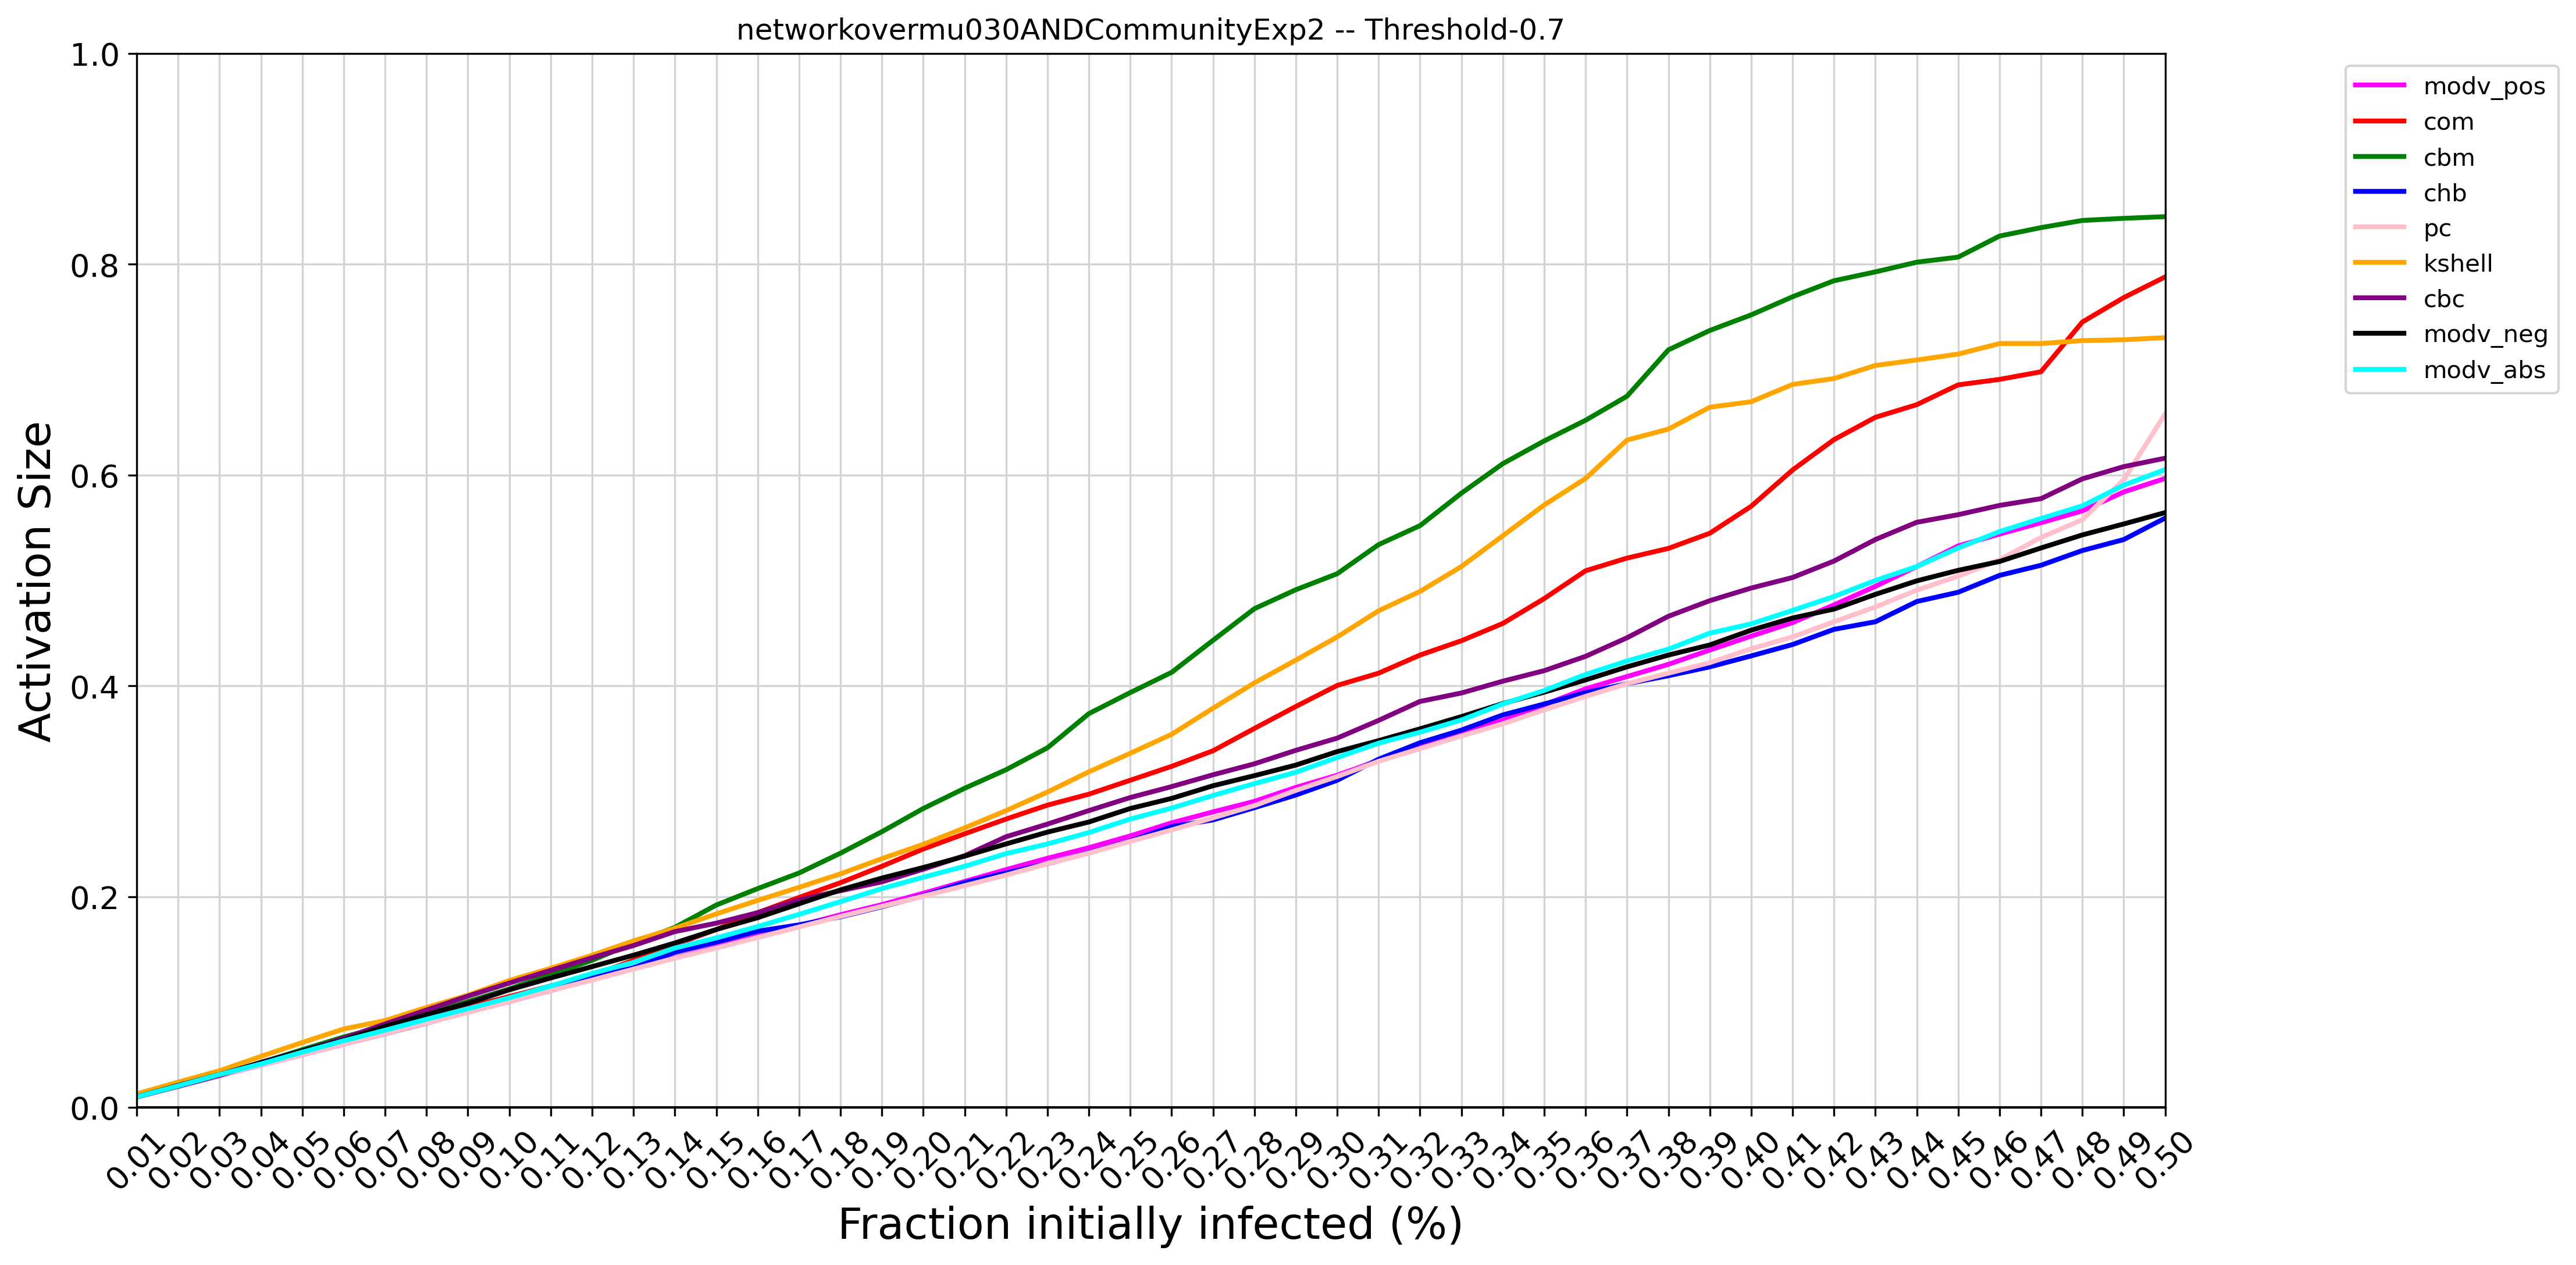 networkovermu030ANDCommunityExp2 -- Threshold-0.7
1.0
0.8
0.6
0.4
0.2
0.0
Activation Size
0.01 0.02 0.03 0.04 0.05 0.06 0.07 0.08 0.09 0.10 0.11 0.12 0.13 0.14 0.15 0.16 0.17 0.18 0.19 0.20 0.21 0.22 0.23 0.24 0.25 0.26 0.27 0.28 0.29 0.30 0.31 0.32 0.33 0.34 0.35 0.36 0.37 0.38 0.39 0.40 0.41 0.42 0.43 0.44 0.45 0.46 0.47 0.48 0.49 0.50
Fraction initially infected (%)
modv_pos
com
cbm
chb
pc
kshell
cbc
modv_neg
modv_abs